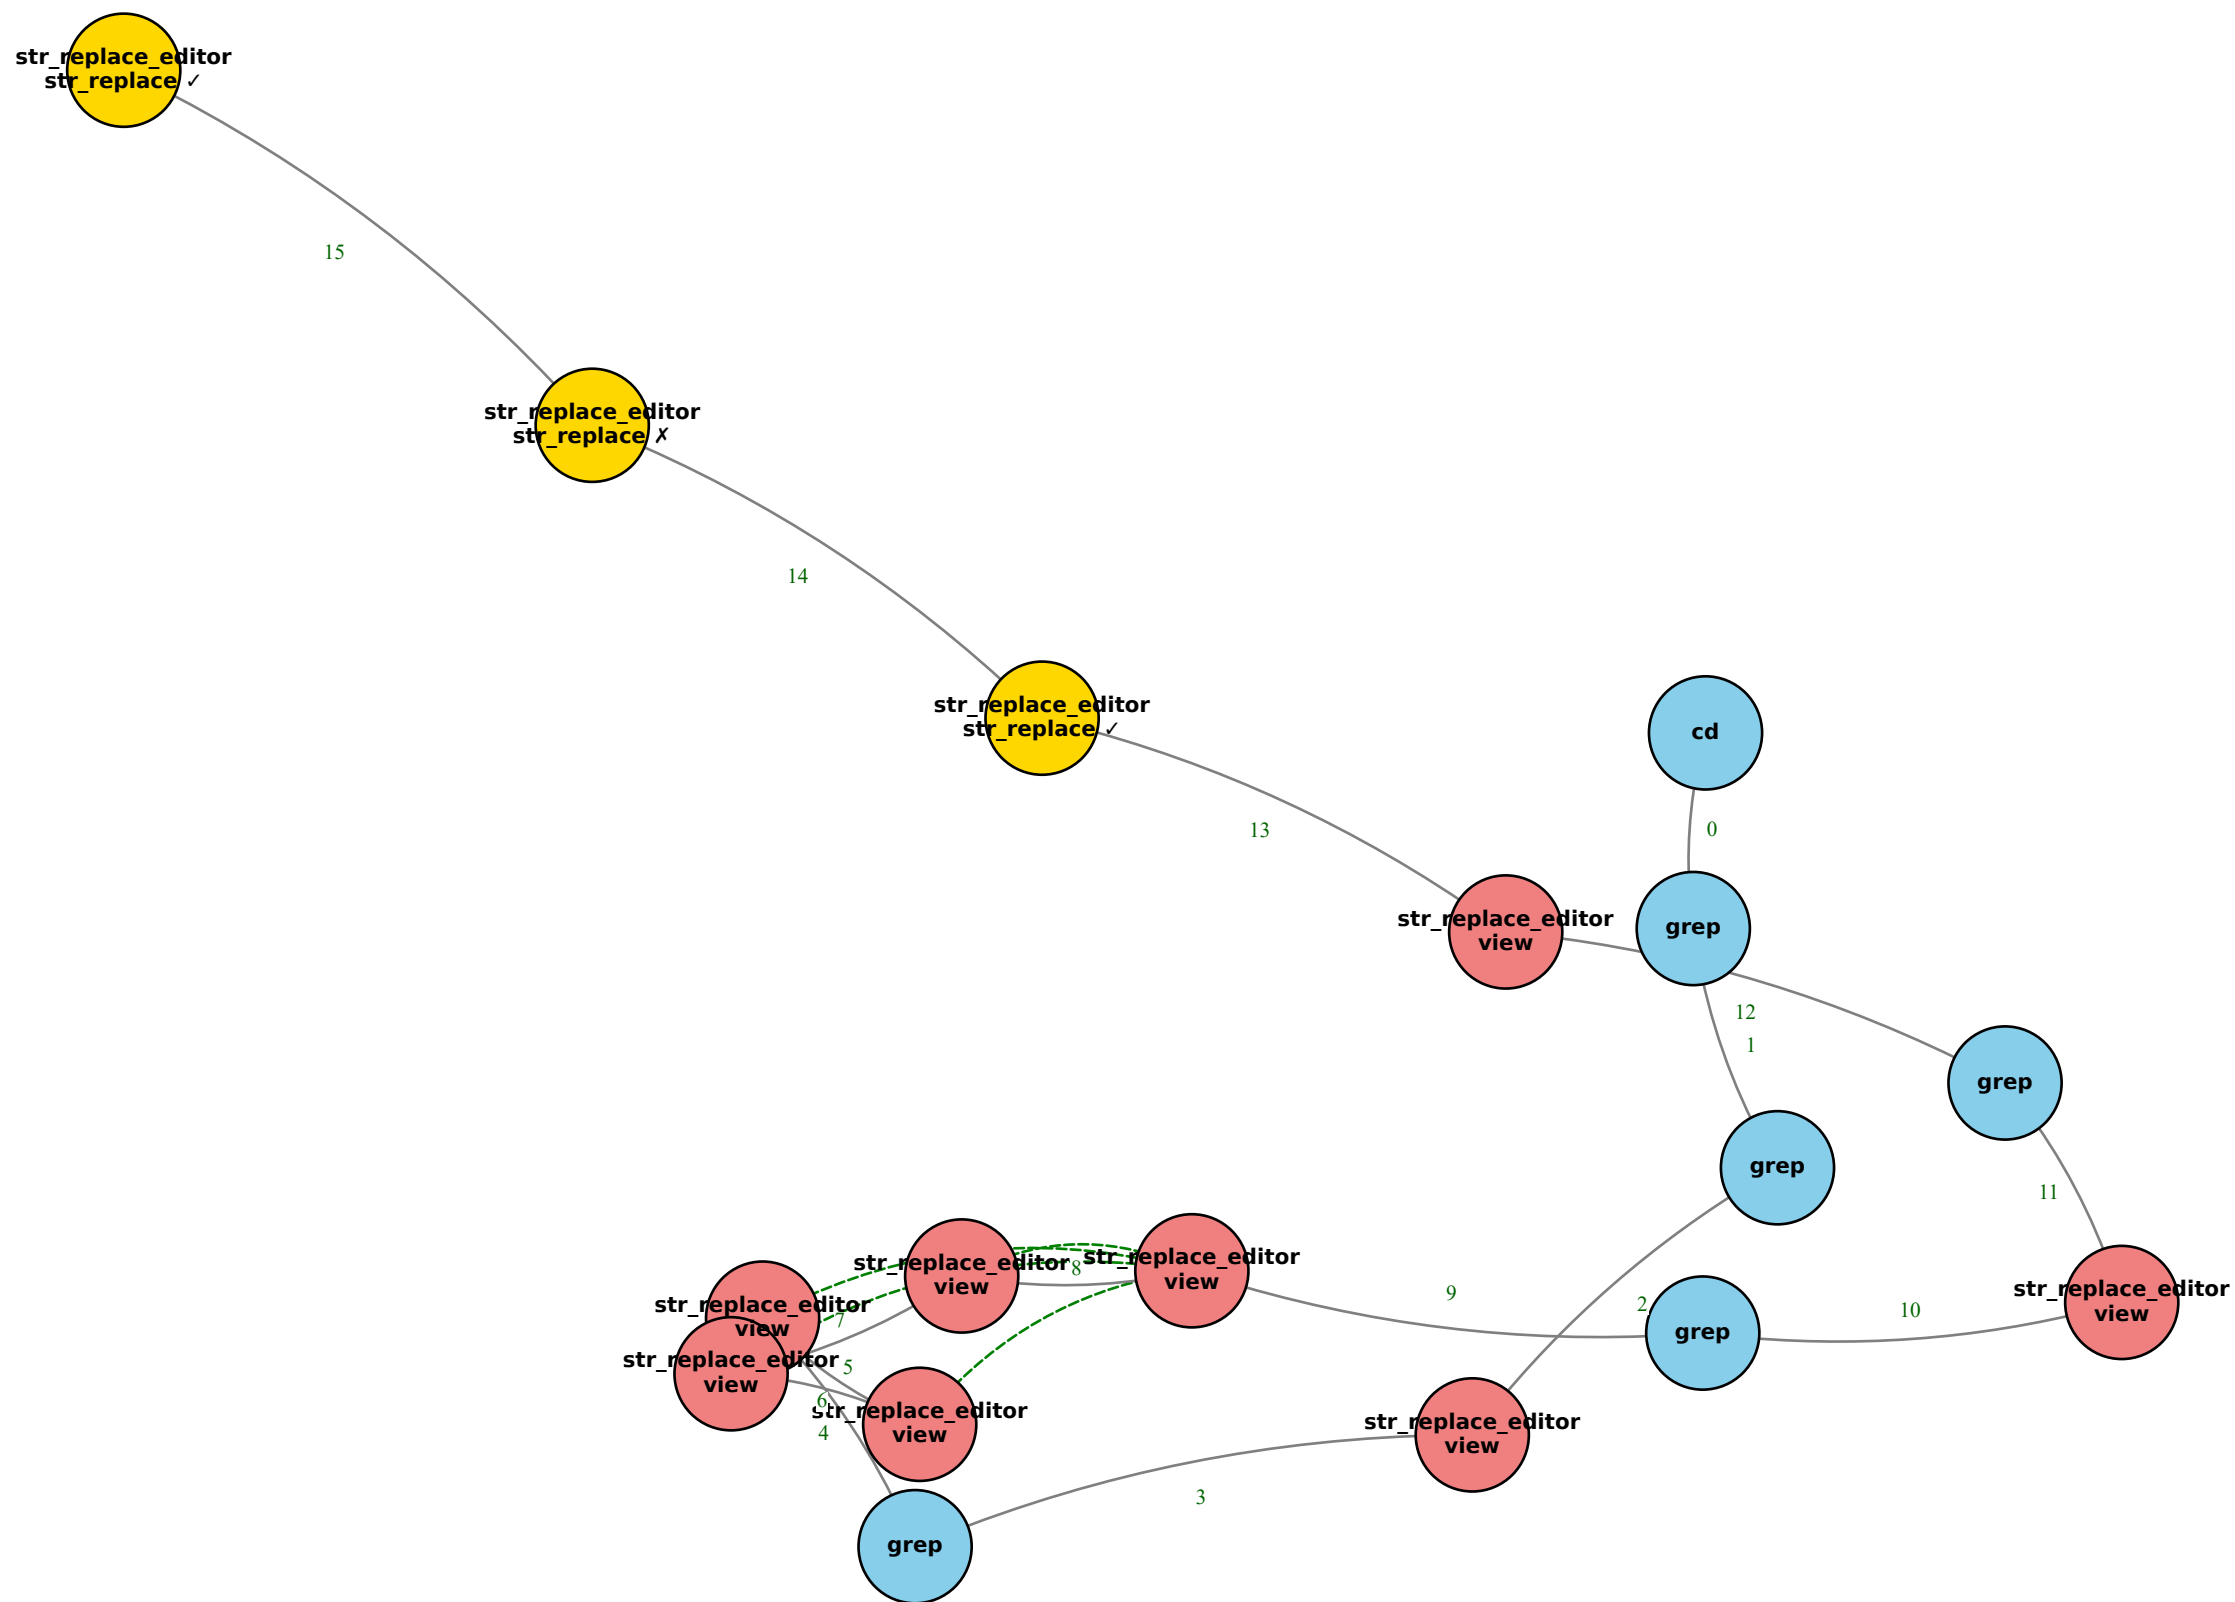 str_replace_editor
str_replace ✓
15
str_replace_editor
str_replace ✗
14
str_replace_editor
str_replace ✓
cd
13
0
str_replace_editor
view
grep
12
1
grep
grep
11
str_replace_editor
view
8
str_replace_editor
view
9
2
10
str_replace_editor
view
str_replace_editor
view
7
grep
5
str_replace_editor
view
6
4
str_replace_editor
view
str_replace_editor
view
3
grep